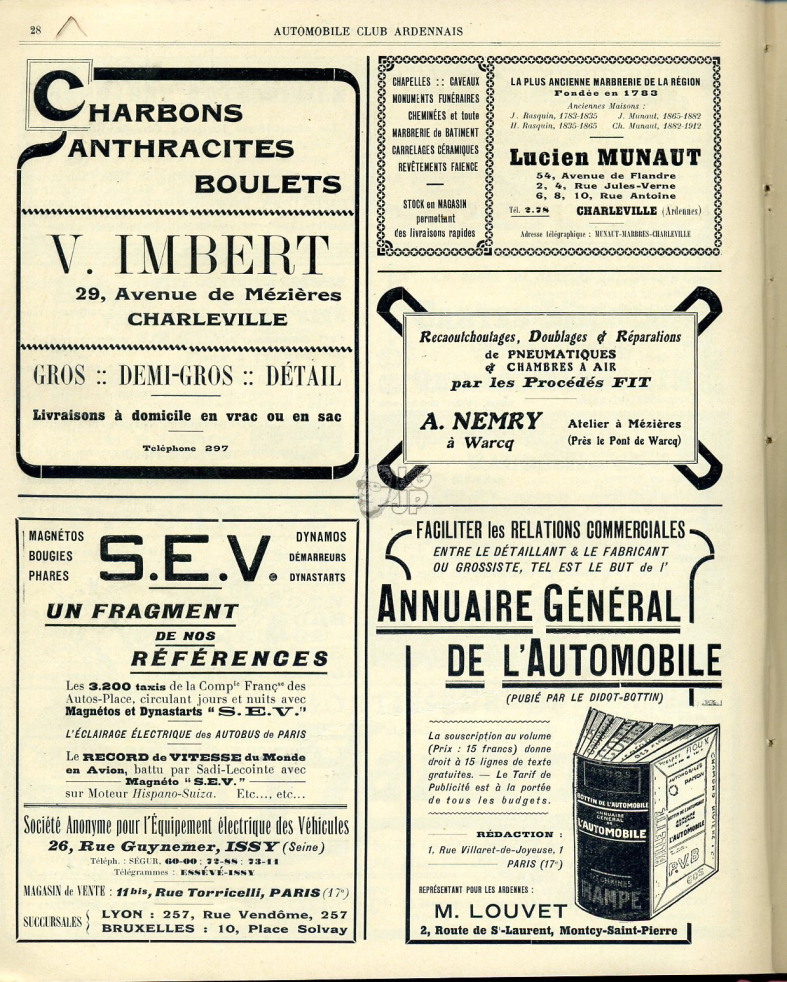 28
AUTOMOBILE CLUB ARDENNAIS
CHARBONS
ANTHRACITES
BOULETS
V. IMBERT
29, Avenue de Mézières
CHARLEVILLE
GROS :: DEMI-GROS :: DÉTAIL
Livraisons à domicile en vrac ou en sac
Téléphone 297
CHAPELLES :: CAVEAUX
MONUMENTS FUNÉRAIRES
CHEMINÉES et toute
MARBRERIE de BATIMENT
CARRELAGES CÉRAMIQUES
REVÊTEMENTS FAIENCE
STOCK en MAGASIN
permettant
des livraisons rapides
LA PLUS ANCIENNE MARBRERIE DE LA RÉGION
Fondée en 1783
Anciennes Maisons :
J. Rasquin, 1783-1835 J. Munaut, 1865-1882
H. Rasquin, 1835-1865 Ch. Munaut, 1882-1912
Lucien MUNAUT
54, Avenue de Flandre
2, 4, Rue Jules-Verne
6, 8, 10, Rue Antoine
Tél. 2.78 CHARLEVILLE (Ardennes)
Adresse télégraphique : MUNAUT-MARBRES-CHARLEVILLE
Recaoutchoutages, Doublages & Réparations
de PNEUMATIQUES
& CHAMBRES A AIR
par les Procédés FIT
A. NEMRY
à Warcq
Atelier à Mézières
(Près le Pont de Warcq)
MAGNÉTOS
BOUGIES
PHARES
S.E.V.
DYNAMOS
DÉMARREURS
DYNASTARTS
UN FRAGMENT
DE NOS
RÉFÉRENCES
Les 3.200 taxis de la Compie Françse des
Autos-Place, circulant jours et nuits avec
Magnétos et Dynastarts "S.E.V."
L'ÉCLAIRAGE ÉLECTRIQUE des AUTOBUS de PARIS
Le RECORD de VITESSE du Monde
en Avion, battu par Sadi-Lecointe avec
Magnéto "S.E.V."
sur Moteur Hispano-Suiza. Etc..., etc...
Société Anonyme pour l'Équipement électrique des Véhicules
26, Rue Guynemer, ISSY (Seine)
Téléph. : SÉGUR, 60-00 ; 72-88 ; 73-11
Télégrammes : ESSÉVÉ-ISSY
MAGASIN de VENTE : 11bis, Rue Torricelli, PARIS (17e)
SUCCURSALES
LYON : 257, Rue Vendôme, 257
BRUXELLES : 10, Place Solvay
FACILITER les RELATIONS COMMERCIALES
ENTRE LE DÉTAILLANT & LE FABRICANT
OU GROSSISTE, TEL EST LE BUT de l'
ANNUAIRE GÉNÉRAL
DE L'AUTOMOBILE
(PUBIÉ PAR LE DIDOT-BOTTIN)
La souscription au volume
(Prix : 15 francs) donne
droit à 15 lignes de texte
gratuites. — Le Tarif de
Publicité est à la portée
de tous les budgets.
RÉDACTION :
1, Rue Villaret-de-Joyeuse, 1
PARIS (17e)
REPRÉSENTANT POUR LES ARDENNES :
M. LOUVET
2, Route de St-Laurent, Montcy-Saint-Pierre
BOTTIN DE L'AUTOMOBILE
ANNUAIRE
GÉNÉRAL
DE
L'AUTOMOBILE
RAMPE